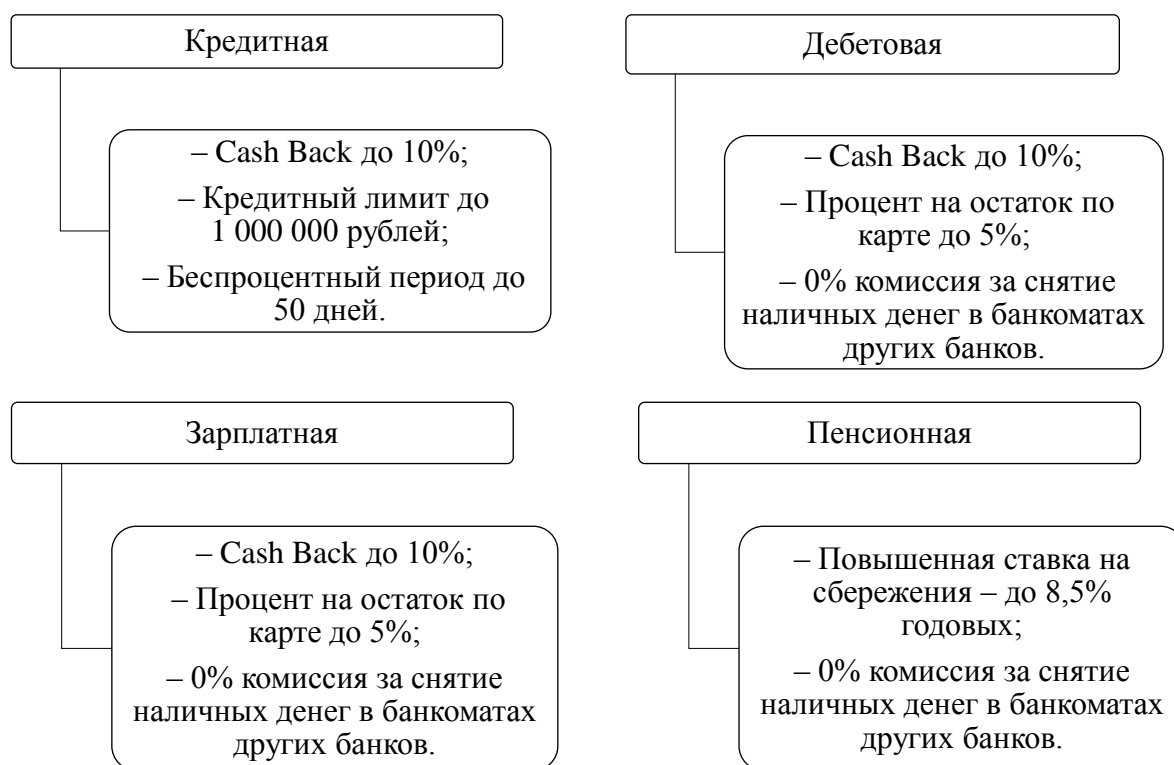 Кредитная
– Cash Back до 10%;
– Кредитный лимит до
1 000 000 рублей;
– Беспроцентный период до
50 дней.
Дебетовая
– Cash Back до 10%;
– Процент на остаток по
карте до 5%;
– 0% комиссия за снятие
наличных денег в банкоматах
других банков.
Зарплатная
– Cash Back до 10%;
– Процент на остаток по
карте до 5%;
– 0% комиссия за снятие
наличных денег в банкоматах
других банков.
Пенсионная
– Повышенная ставка на
сбережения – до 8,5%
годовых;
– 0% комиссия за снятие
наличных денег в банкоматах
других банков.